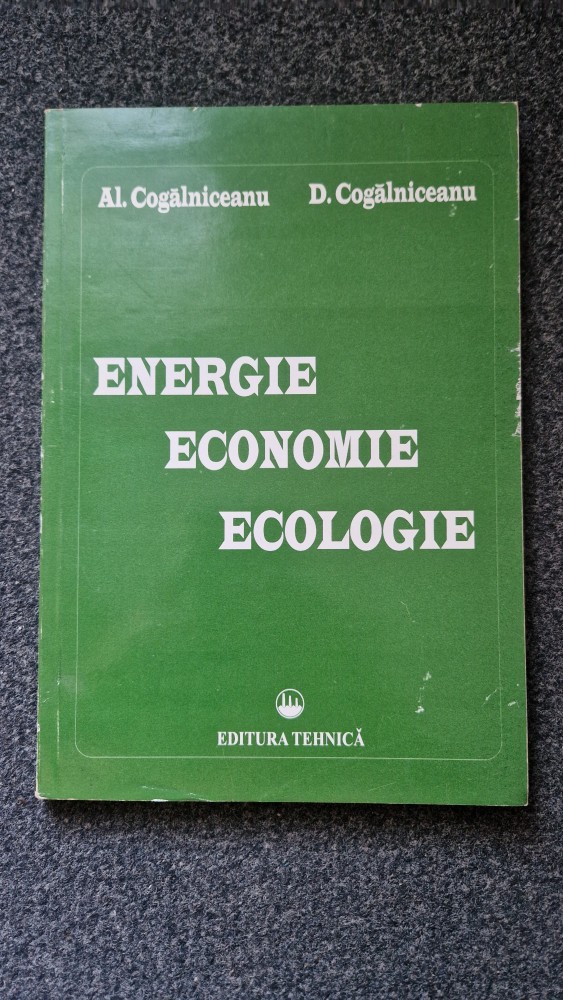 Al. Cogălniceanu D. Cogălniceanu
ENERGIE
ECONOMIE
ECOLOGIE
EDITURA TEHNICĂ